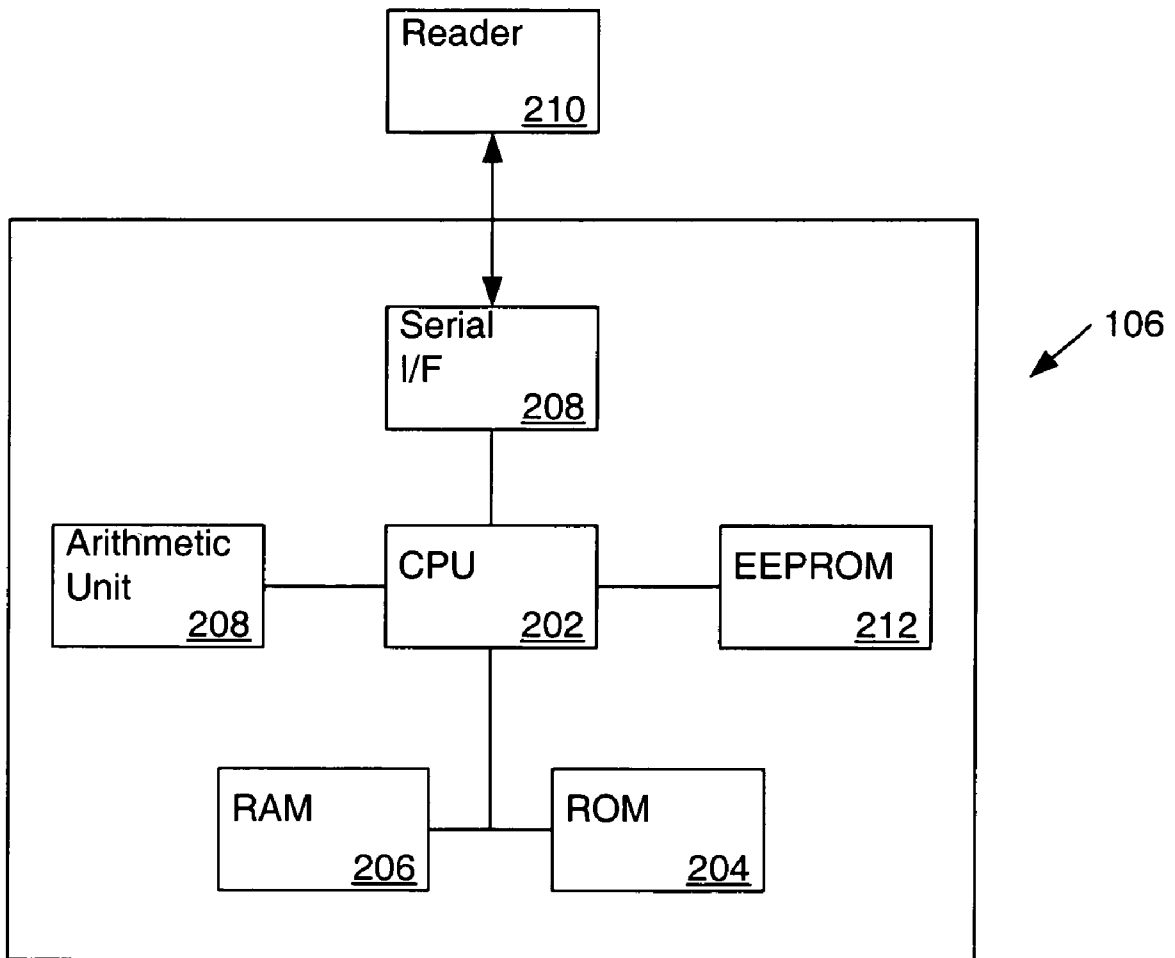 Reader
210
Serial
I/F
208
106
Arithmetic
Unit
208
CPU
202
EEPROM
212
RAM
206
ROM
204